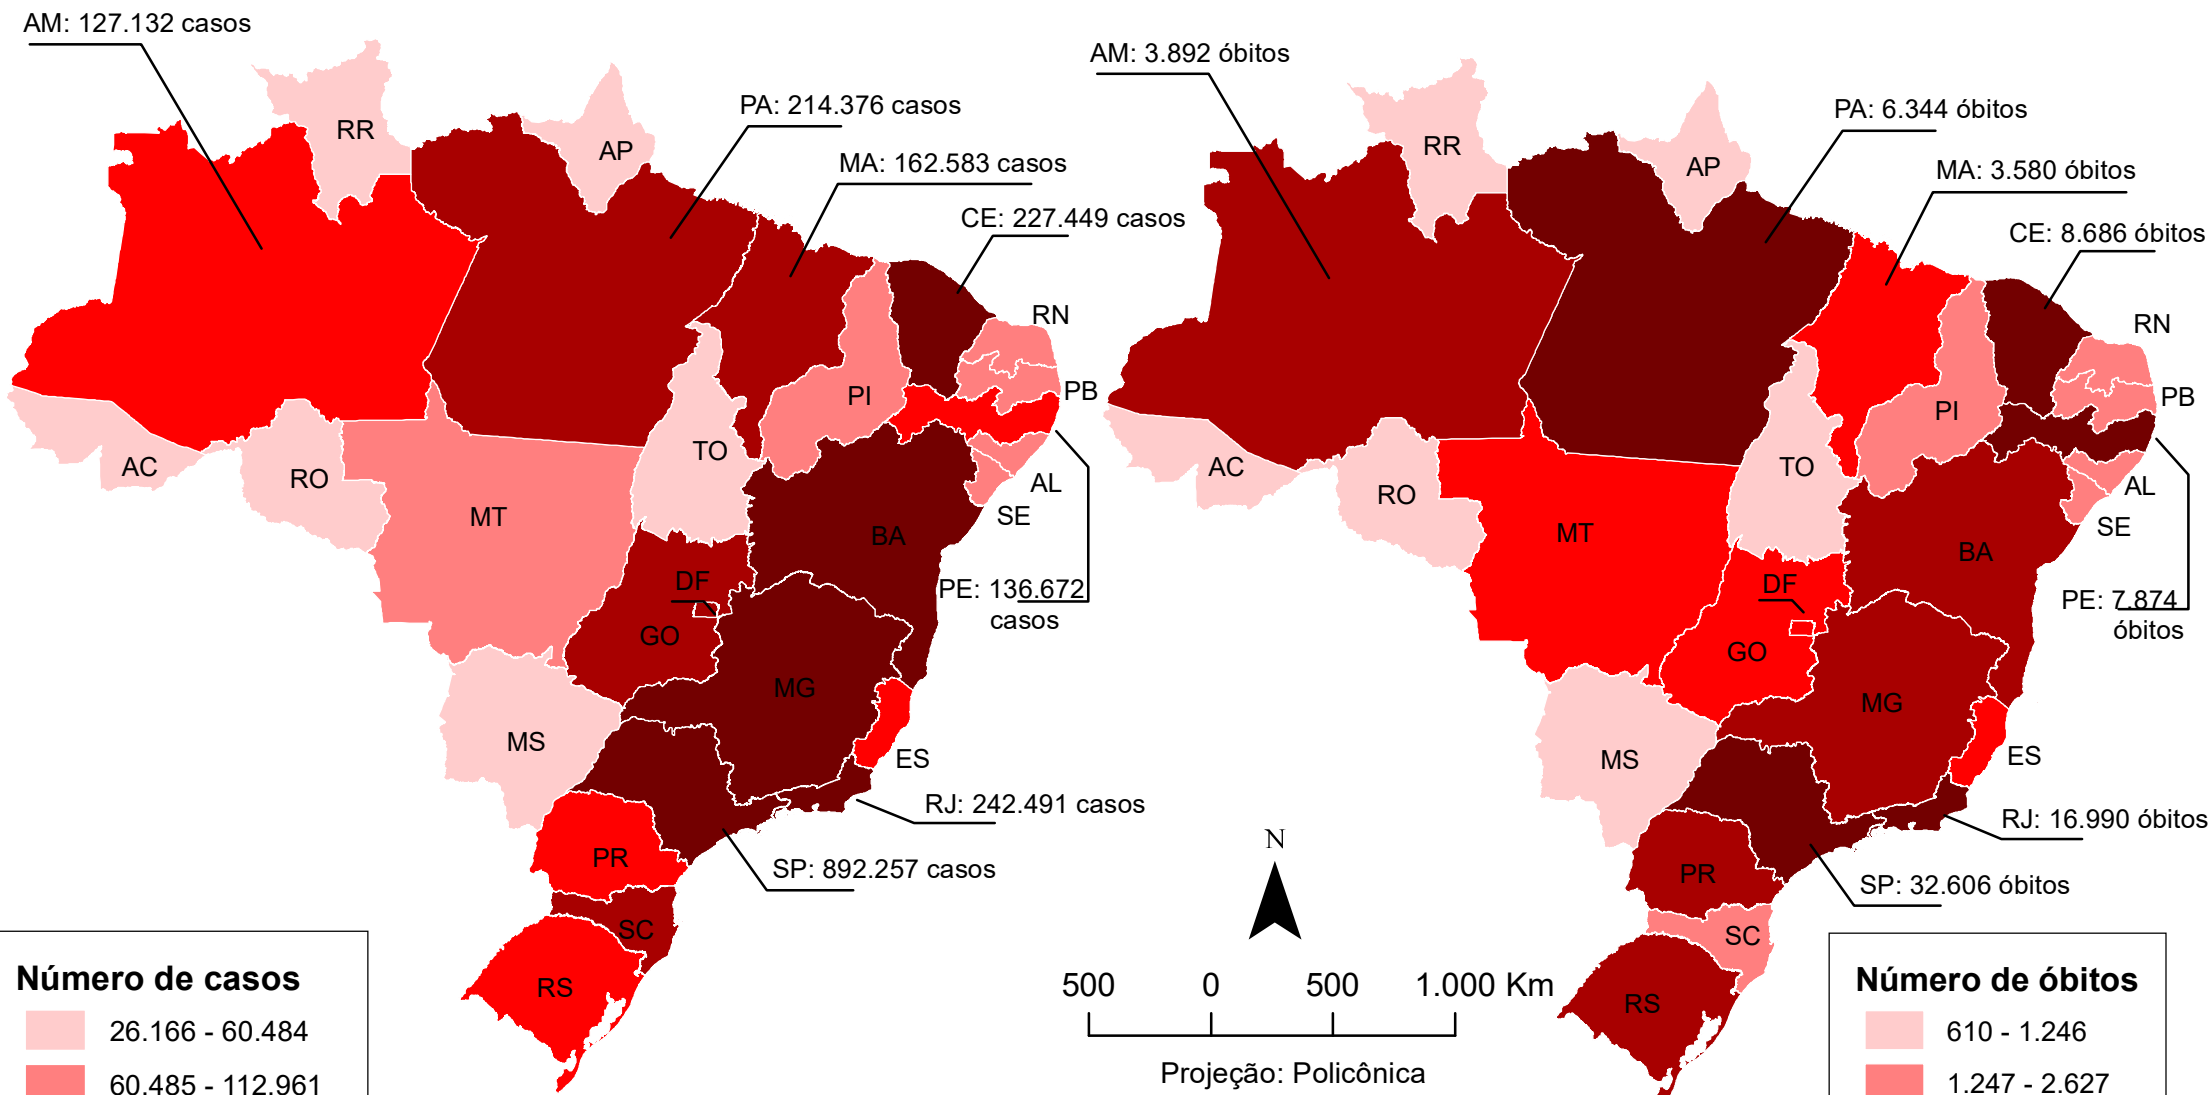 AM: 127.132 casos
RR
AP
PA: 214.376 casos
MA: 162.583 casos
CE: 227.449 casos
RN
PB
PI
AC
RO
TO
MT
AL
SE
BA
DF
PE: 136.672
casos
GO
MG
MS
ES
RJ: 242.491 casos
PR
SP: 892.257 casos
SC
RS
Número de casos
26.166 - 60.484
60.485 - 112.961
AM: 3.892 óbitos
RR
AP
PA: 6.344 óbitos
MA: 3.580 óbitos
CE: 8.686 óbitos
RN
PB
PI
AC
RO
TO
MT
AL
SE
BA
DF
PE: 7.874
óbitos
GO
MG
MS
ES
RJ: 16.990 óbitos
PR
SP: 32.606 óbitos
SC
RS
N
500 0 500 1.000 Km
Projeção: Policônica
Número de óbitos
610 - 1.246
1.247 - 2.627